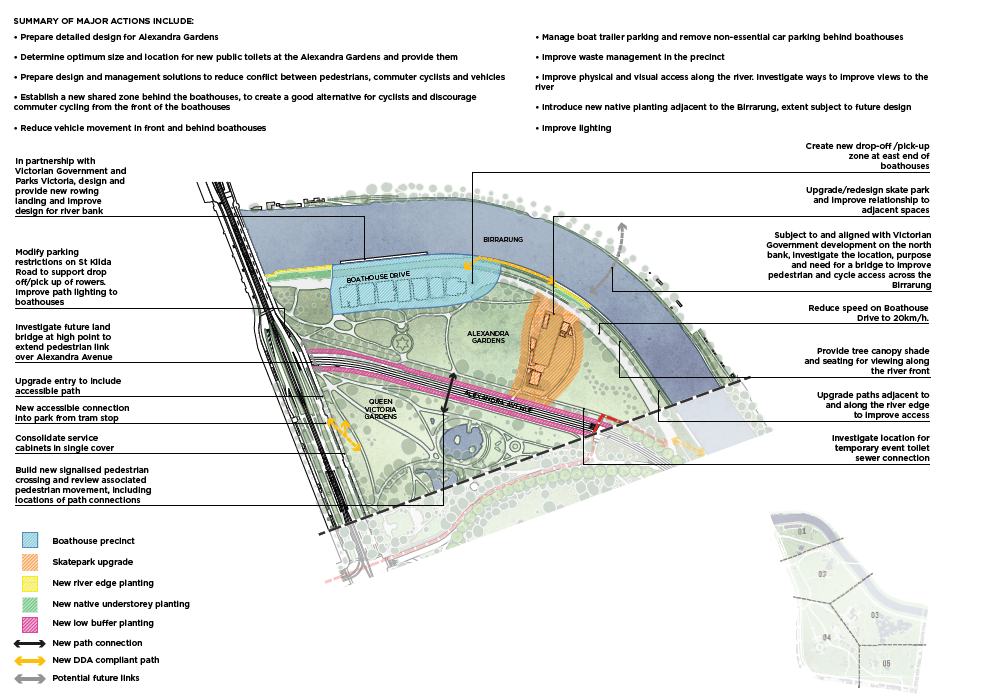 SUMMARY OF MAJOR ACTIONS INCLUDE:
• Prepare detailed design for Alexandra Gardens
• Determine optimum size and location for new public toilets at the Alexandra Gardens and provide them
• Prepare design and management solutions to reduce conflict between pedestrians, commuter cyclists and vehicles
• Establish a new shared zone behind the boathouses, to create a good alternative for cyclists and discourage
commuter cycling from the front of the boathouses
• Reduce vehicle movement in front and behind boathouses
• Manage boat trailer parking and remove non-essential car parking behind boathouses
• Improve waste management in the precinct
• Improve physical and visual access along the river. Investigate ways to improve views to the
river
• Introduce new native planting adjacent to the Birrarung, extent subject to future design
• Improve lighting
In partnership with
Victorian Government and
Parks Victoria, design and
provide new rowing
landing and improve
design for river bank
Modify parking
restrictions on St Kilda
Road to support drop
off/pick up of rowers.
Improve path lighting to
boathouses
Investigate future land
bridge at high point to
extend pedestrian link
over Alexandra Avenue
Upgrade entry to include
accessible path
New accessible connection
into park from tram stop
Consolidate service
cabinets in single cover
Build new signalised pedestrian
crossing and review associated
pedestrian movement, including
locations of path connections
BIRRARUNG
BOATHOUSE DRIVE
ALEXANDRA
GARDENS
ALEXANDRA AVENUE
QUEEN
VICTORIA
GARDENS
Create new drop-off /pick-up
zone at east end of
boathouses
Upgrade/redesign skate park
and improve relationship to
adjacent spaces
Subject to and aligned with Victorian
Government development on the north
bank, investigate the location, purpose
and need for a bridge to improve
pedestrian and cycle access across the
Birrarung
Reduce speed on Boathouse
Drive to 20km/h.
Provide tree canopy shade
and seating for viewing along
the river front
Upgrade paths adjacent to
and along the river edge
to improve access
Investigate location for
temporary event toilet
sewer connection
Boathouse precinct
Skatepark upgrade
New river edge planting
New native understorey planting
New low buffer planting
New path connection
New DDA compliant path
Potential future links
01
02
03
04
05